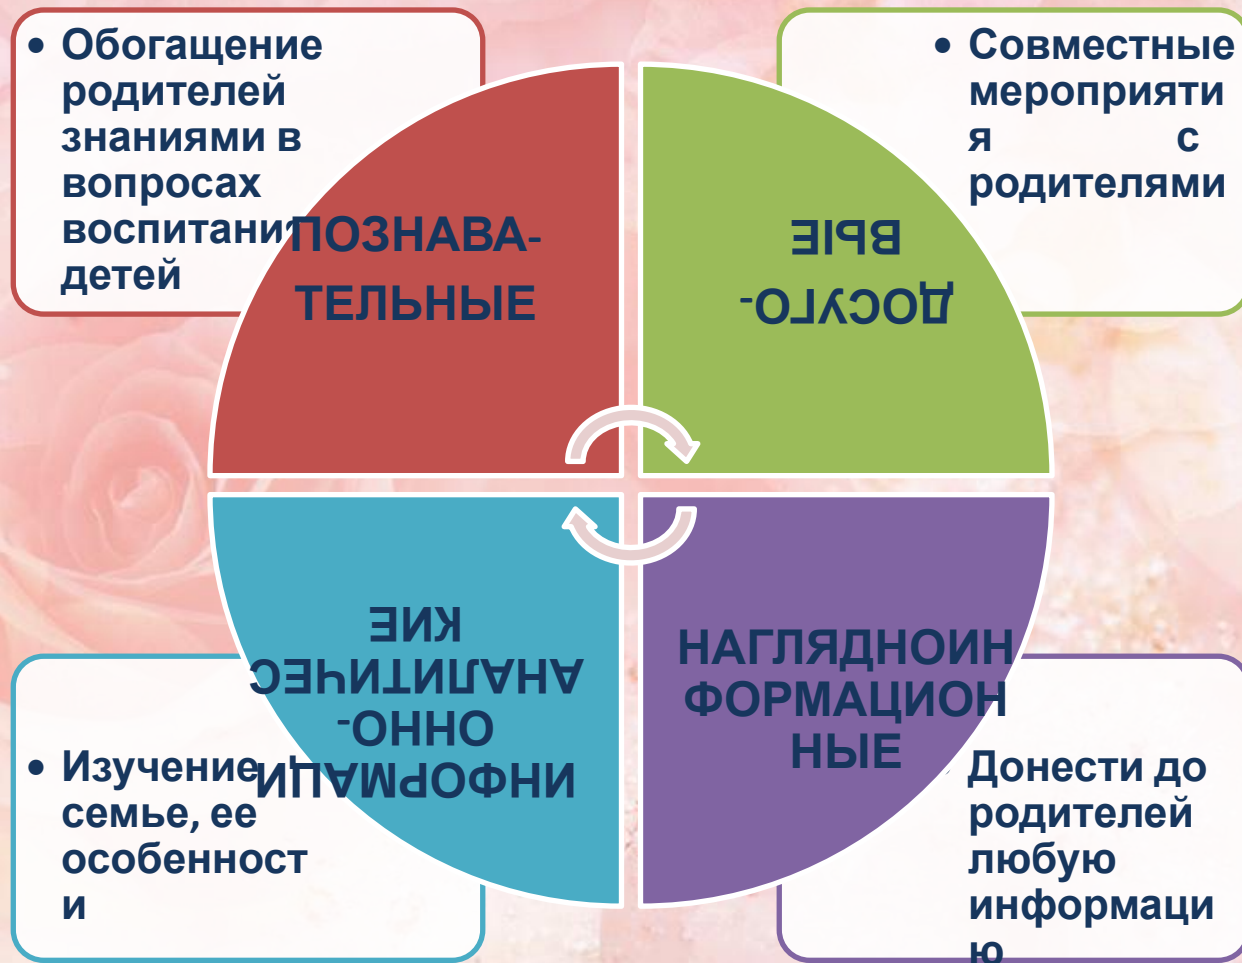 • Обогащение
родителей
знаниями в
вопросах
воспитани
детей
ПОЗНАВА-
ТЕЛЬНЫЕ
• Совместные
мероприяти
я с
родителями
ДОСУГО-
ВЫЕ
• Изучение
семье, ее
особенност
и
ИНФОРМАЦИ
ОННО-
АНАЛИТИЧЕС
КИЕ
НАГЛЯДНОИН
ФОРМАЦИОН
НЫЕ
Донести до
родителей
любую
информаци
ю